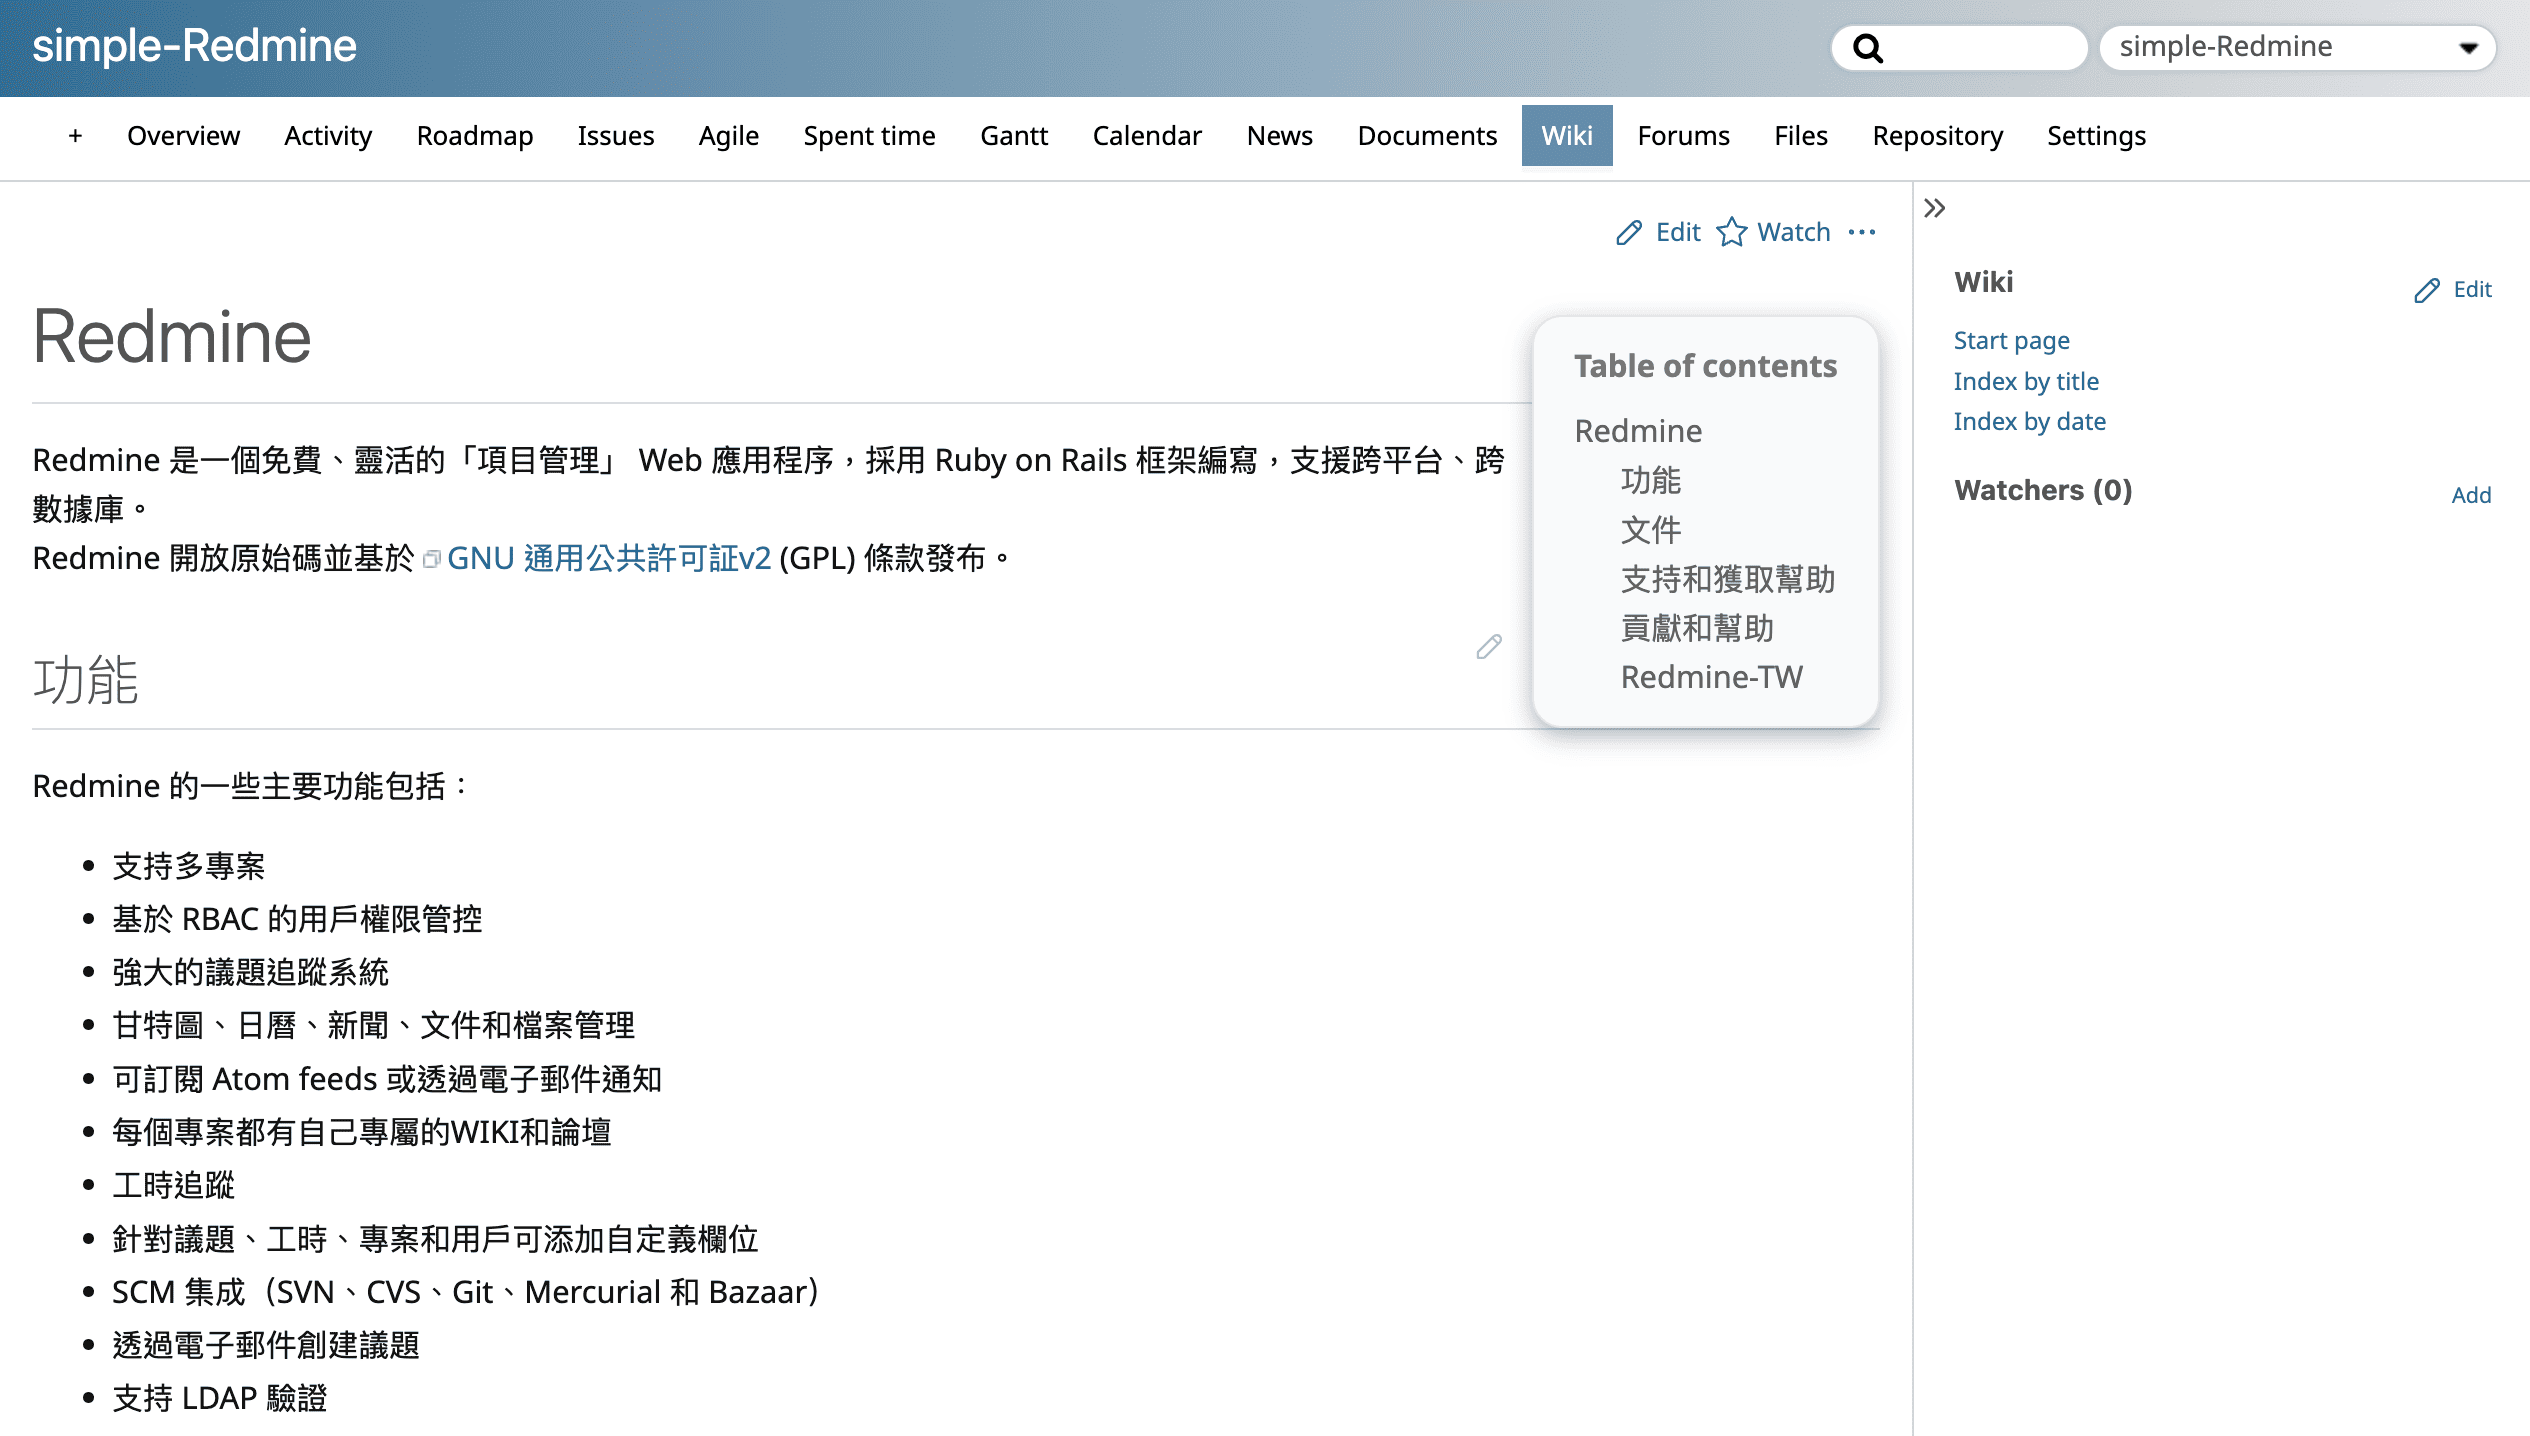 simple-Redmine
simple-Redmine
+ Overview Activity Roadmap Issues Agile Spent time Gantt Calendar News Documents Wiki Forums Files Repository Settings
Edit Watch ...
Redmine
Redmine 是一個免費、靈活的「項目管理」 Web 應用程序，採用 Ruby on Rails 框架編寫，支援跨平台、跨
數據庫。
Redmine 開放原始碼並基於 GNU 通用公共許可証v2 (GPL) 條款發布。
Table of contents
Redmine
功能
文件
支持和獲取幫助
貢獻和幫助
Redmine-TW
功能
Redmine 的一些主要功能包括：
• 支持多專案
• 基於 RBAC 的用戶權限管控
• 強大的議題追蹤系統
• 甘特圖、日曆、新聞、文件和檔案管理
• 可訂閱 Atom feeds 或透過電子郵件通知
• 每個專案都有自己專屬的WIKI和論壇
• 工時追蹤
• 針對議題、工時、專案和用戶可添加自定義欄位
• SCM 集成（SVN、CVS、Git、Mercurial 和 Bazaar）
• 透過電子郵件創建議題
• 支持 LDAP 驗證
»
Wiki Edit
Start page
Index by title
Index by date
Watchers (0) Add